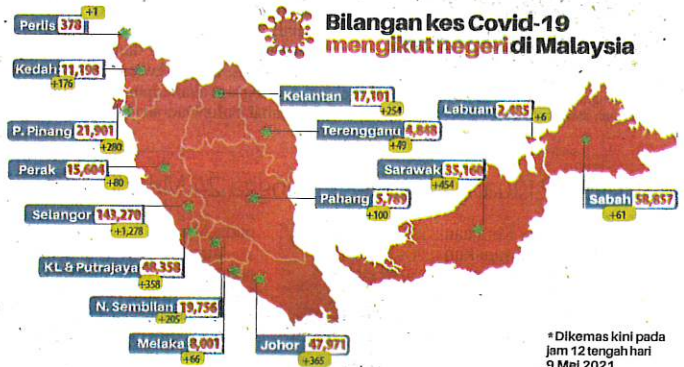 Bilangan kes Covid-19
mengikut negeri di Malaysia
Perlis 378
+1
Kedah 11,198
+176
P. Pinang 21,901
+280
Perak 15,604
+80
Selangor 143,270
+1,278
KL & Putrajaya 48,358
+358
N. Sembilan 19,756
+205
Melaka 8,001
+66
Johor 47,971
+365
Kelantan 17,101
+254
Terengganu 4,848
+49
Pahang 5,789
+100
Labuan 2,485
+6
Sarawak 35,160
+454
Sabah 58,857
+61
*Dikemas kini pada
jam 12 tengah hari
9 Mei 2021